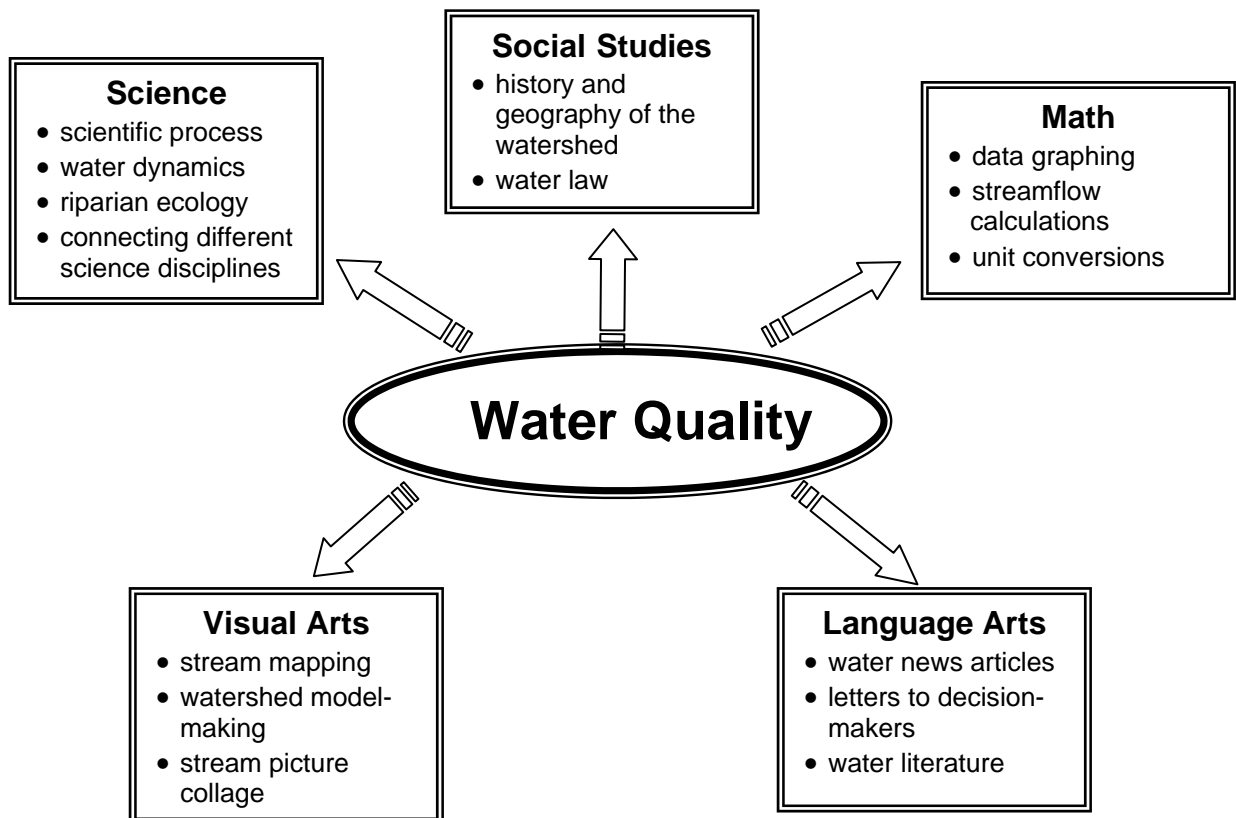 Social Studies
• history and
geography of the
watershed
• water law
Science
• scientific process
• water dynamics
• riparian ecology
• connecting different
science disciplines
Math
• data graphing
• streamflow
calculations
• unit conversions
Water Quality
Visual Arts
• stream mapping
• watershed model-
making
• stream picture
collage
Language Arts
• water news articles
• letters to decision-
makers
• water literature